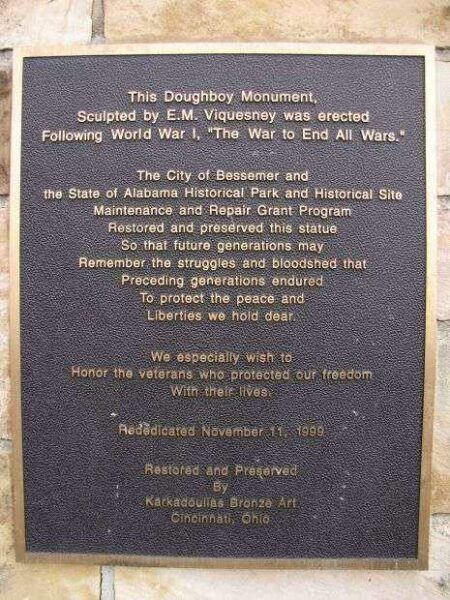 This Doughboy Monument,
Sculpted by E.M. Viquesney was erected
Following World War I, "The War to End All Wars."
The City of Bessemer and
the State of Alabama Historical Park and Historical Site
Maintenance and Repair Grant Program
Restored and preserved this statue
So that future generations may
Remember the struggles and bloodshed that
Preceding generations endured
To protect the peace and
Liberties we hold dear.
We especially wish to
Honor the veterans who protected our freedom
With their lives.
Rededicated November 11, 1999
Restored and Preserved
By
Karkadoulias Bronze Art
Cincinnati, Ohio